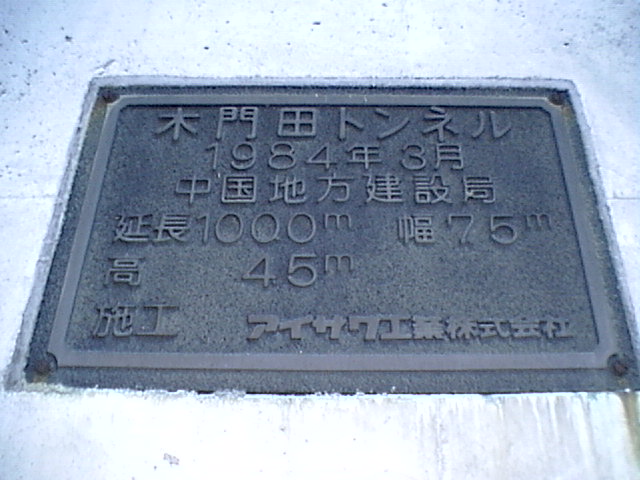 木門田トンネル
1984年3月
中国地方建設局
延長1000m 幅 7.5m
高 4.5m
施工 アイサワ工業株式会社